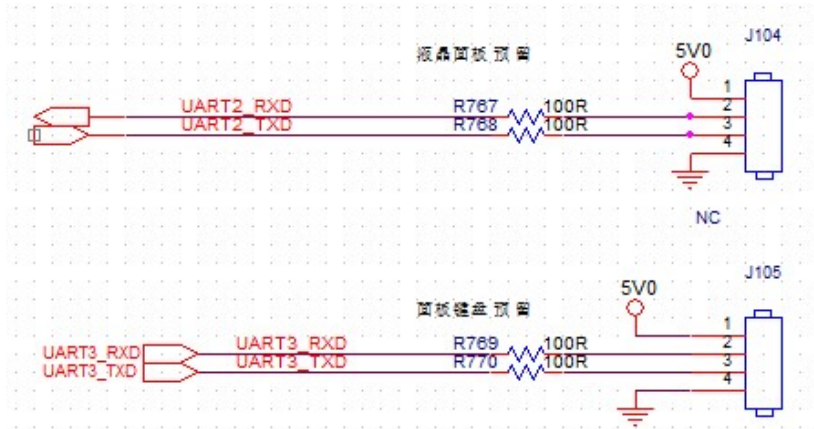 J104
液晶面板预留
5V0
1
UART2_RXD R767 100R 2
UART2_TXD R768 100R 3
4
NC
J105
5V0
面板键盘预留
1
UART3_RXD UART3_RXD R769 100R 2
UART3_TXD UART3_TXD R770 100R 3
4